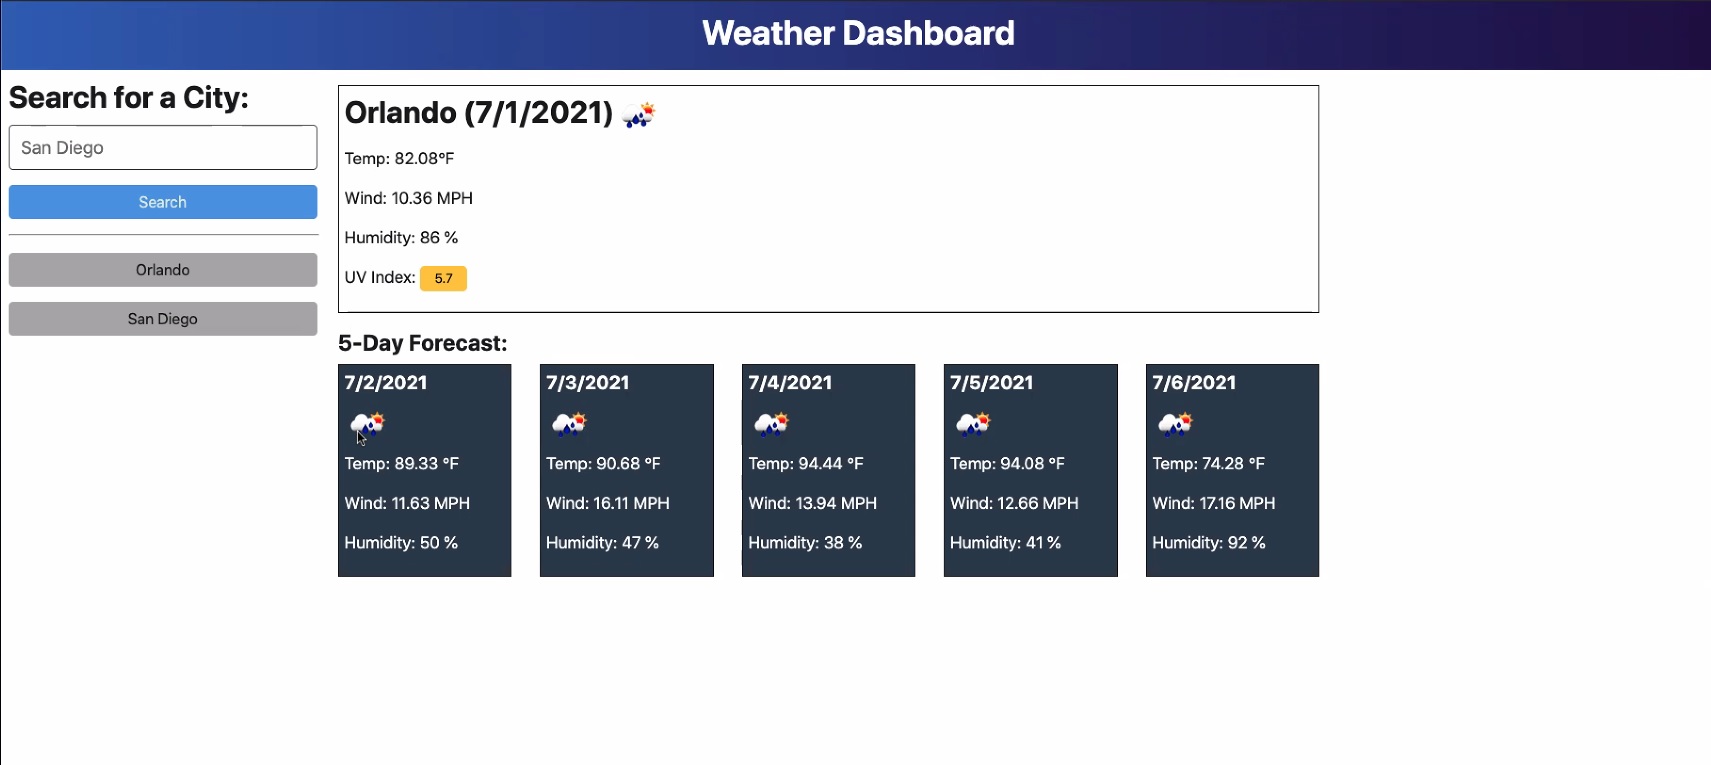 Weather Dashboard
Search for a City:
San Diego
Search
Orlando
San Diego
Orlando (7/1/2021)
Temp: 82.08°F
Wind: 10.36 MPH
Humidity: 86 %
UV Index: 5.7
5-Day Forecast:
7/2/2021
Temp: 89.33 °F
Wind: 11.63 MPH
Humidity: 50 %
7/3/2021
Temp: 90.68 °F
Wind: 16.11 MPH
Humidity: 47 %
7/4/2021
Temp: 94.44 °F
Wind: 13.94 MPH
Humidity: 38 %
7/5/2021
Temp: 94.08 °F
Wind: 12.66 MPH
Humidity: 41 %
7/6/2021
Temp: 74.28 °F
Wind: 17.16 MPH
Humidity: 92 %